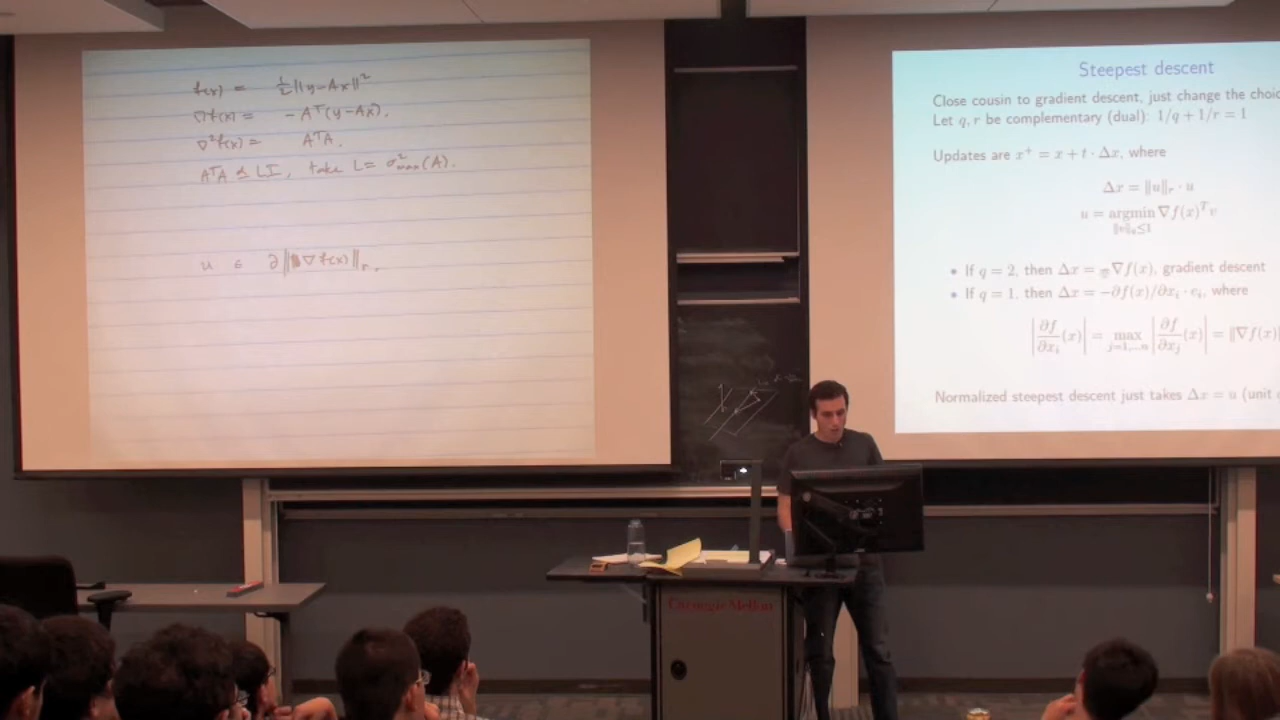 f(x) = ½‖y−Ax‖²
∇f(x) = −Aᵀ(y−Ax).
∇²f(x) = AᵀA.
AᵀA ⪯ LI, take L = σ²max(A).
u ∈ ∂‖∇f(x)‖r.
Steepest descent
Close cousin to gradient descent, just change the
Let q, r be complementary (dual): 1/q + 1/r = 1
Updates are x⁺ = x + t · Δx, where
Δx = ‖u‖r · u
u = argmin ∇f(x)ᵀ v
‖v‖q≤1
• If q = 2, then Δx = −∇f(x), gradient descent
• If q = 1, then Δx = −∂f(x)/∂xi · ei, where
|∂f/∂xi (x)| = max j=1,...n |∂f/∂xj (x)| = ‖∇f(x)‖
Normalized steepest descent just takes Δx = u (unit
Carnegie Mellon